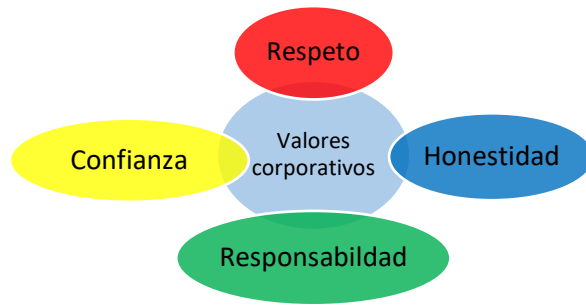 Respeto
Confianza
Valores
corporativos
Honestidad
Responsabildad